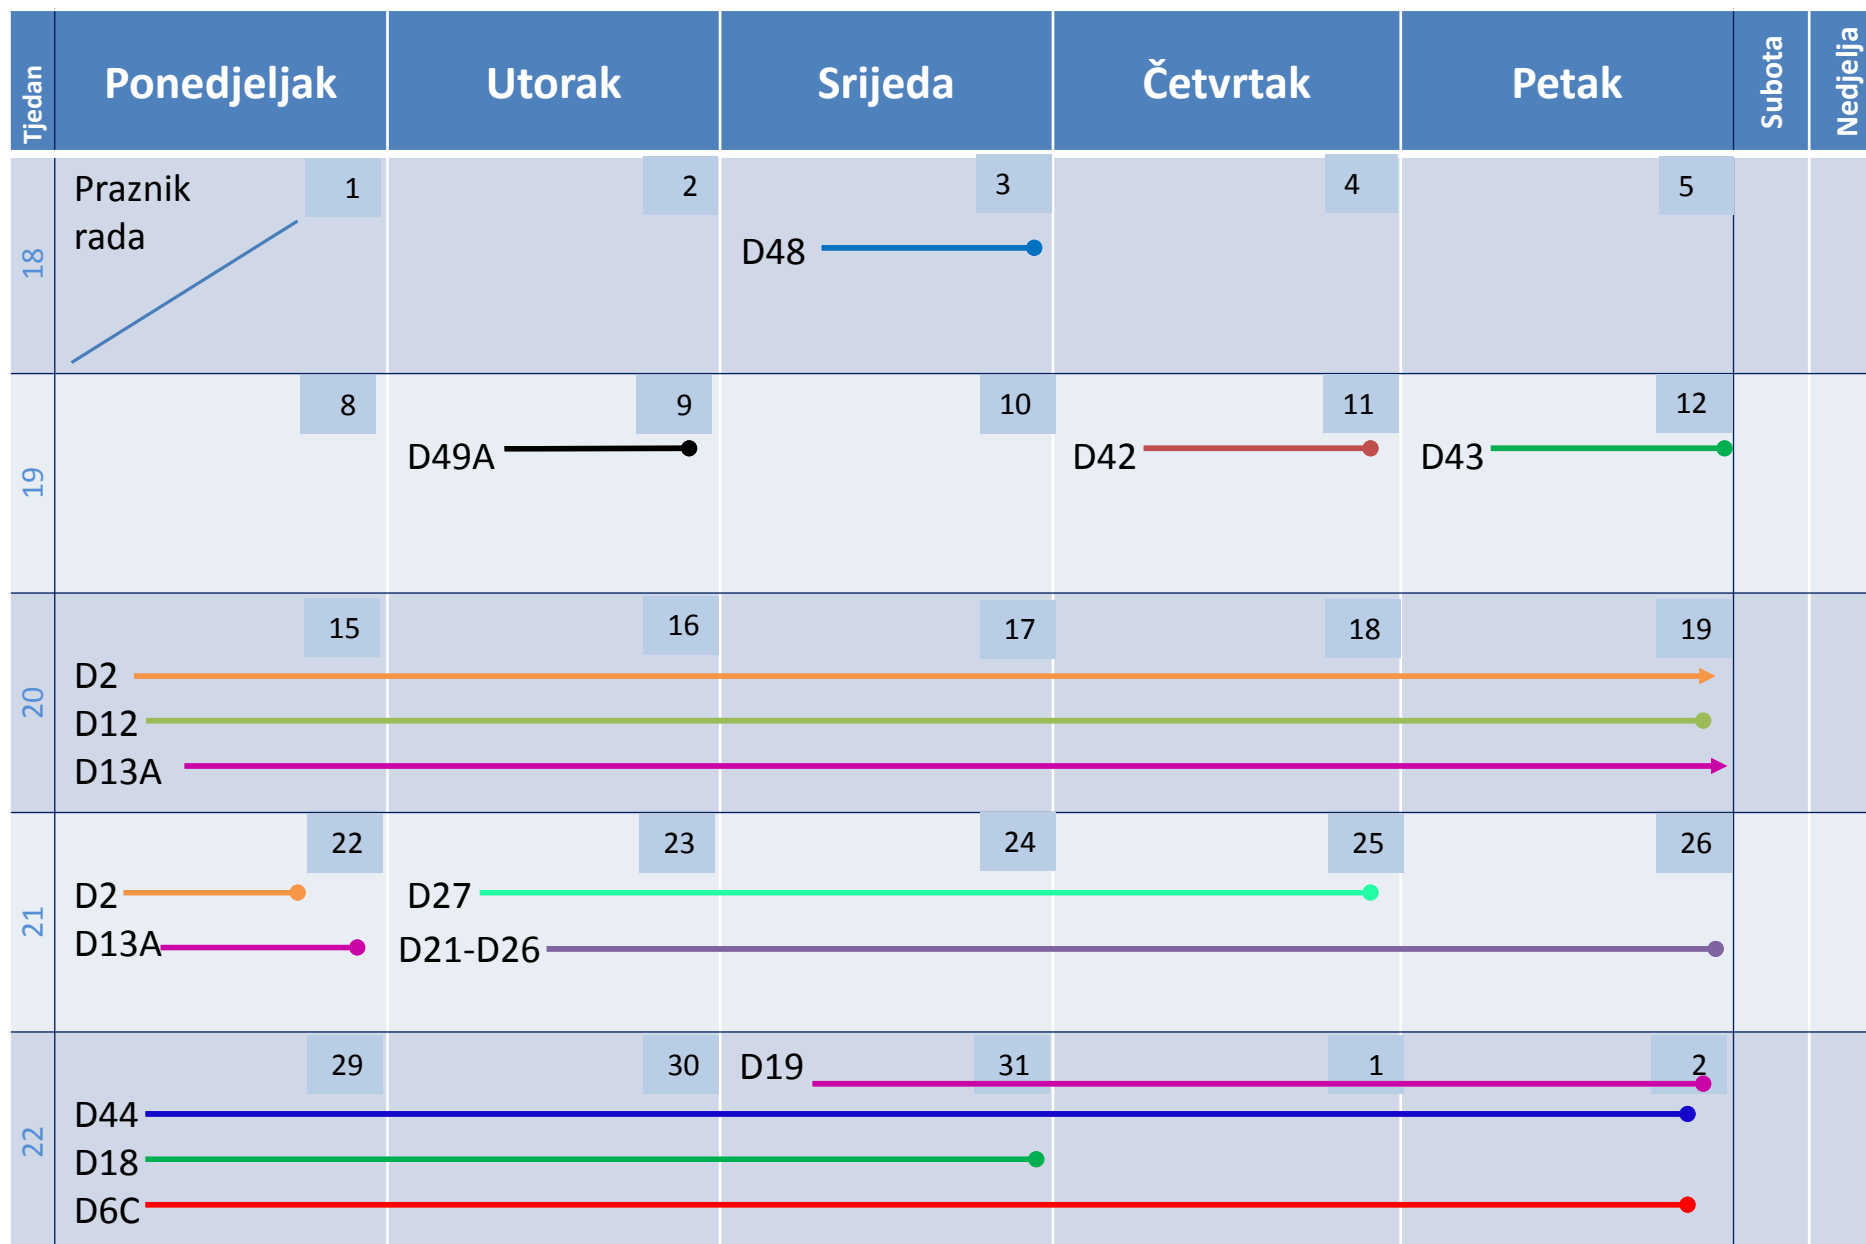 Tjedan
Ponedjeljak
Utorak
Srijeda
Četvrtak
Petak
Subota
Nedjelja
18
Praznik
rada
1
2
3
D48
4
5
19
8
9
D49A
10
11
D42
12
D43
20
15
16
17
18
19
D2
D12
D13A
21
22
23
24
25
26
D2
D27
D13A
D21-D26
22
29
30
D19
31
1
2
D44
D18
D6C